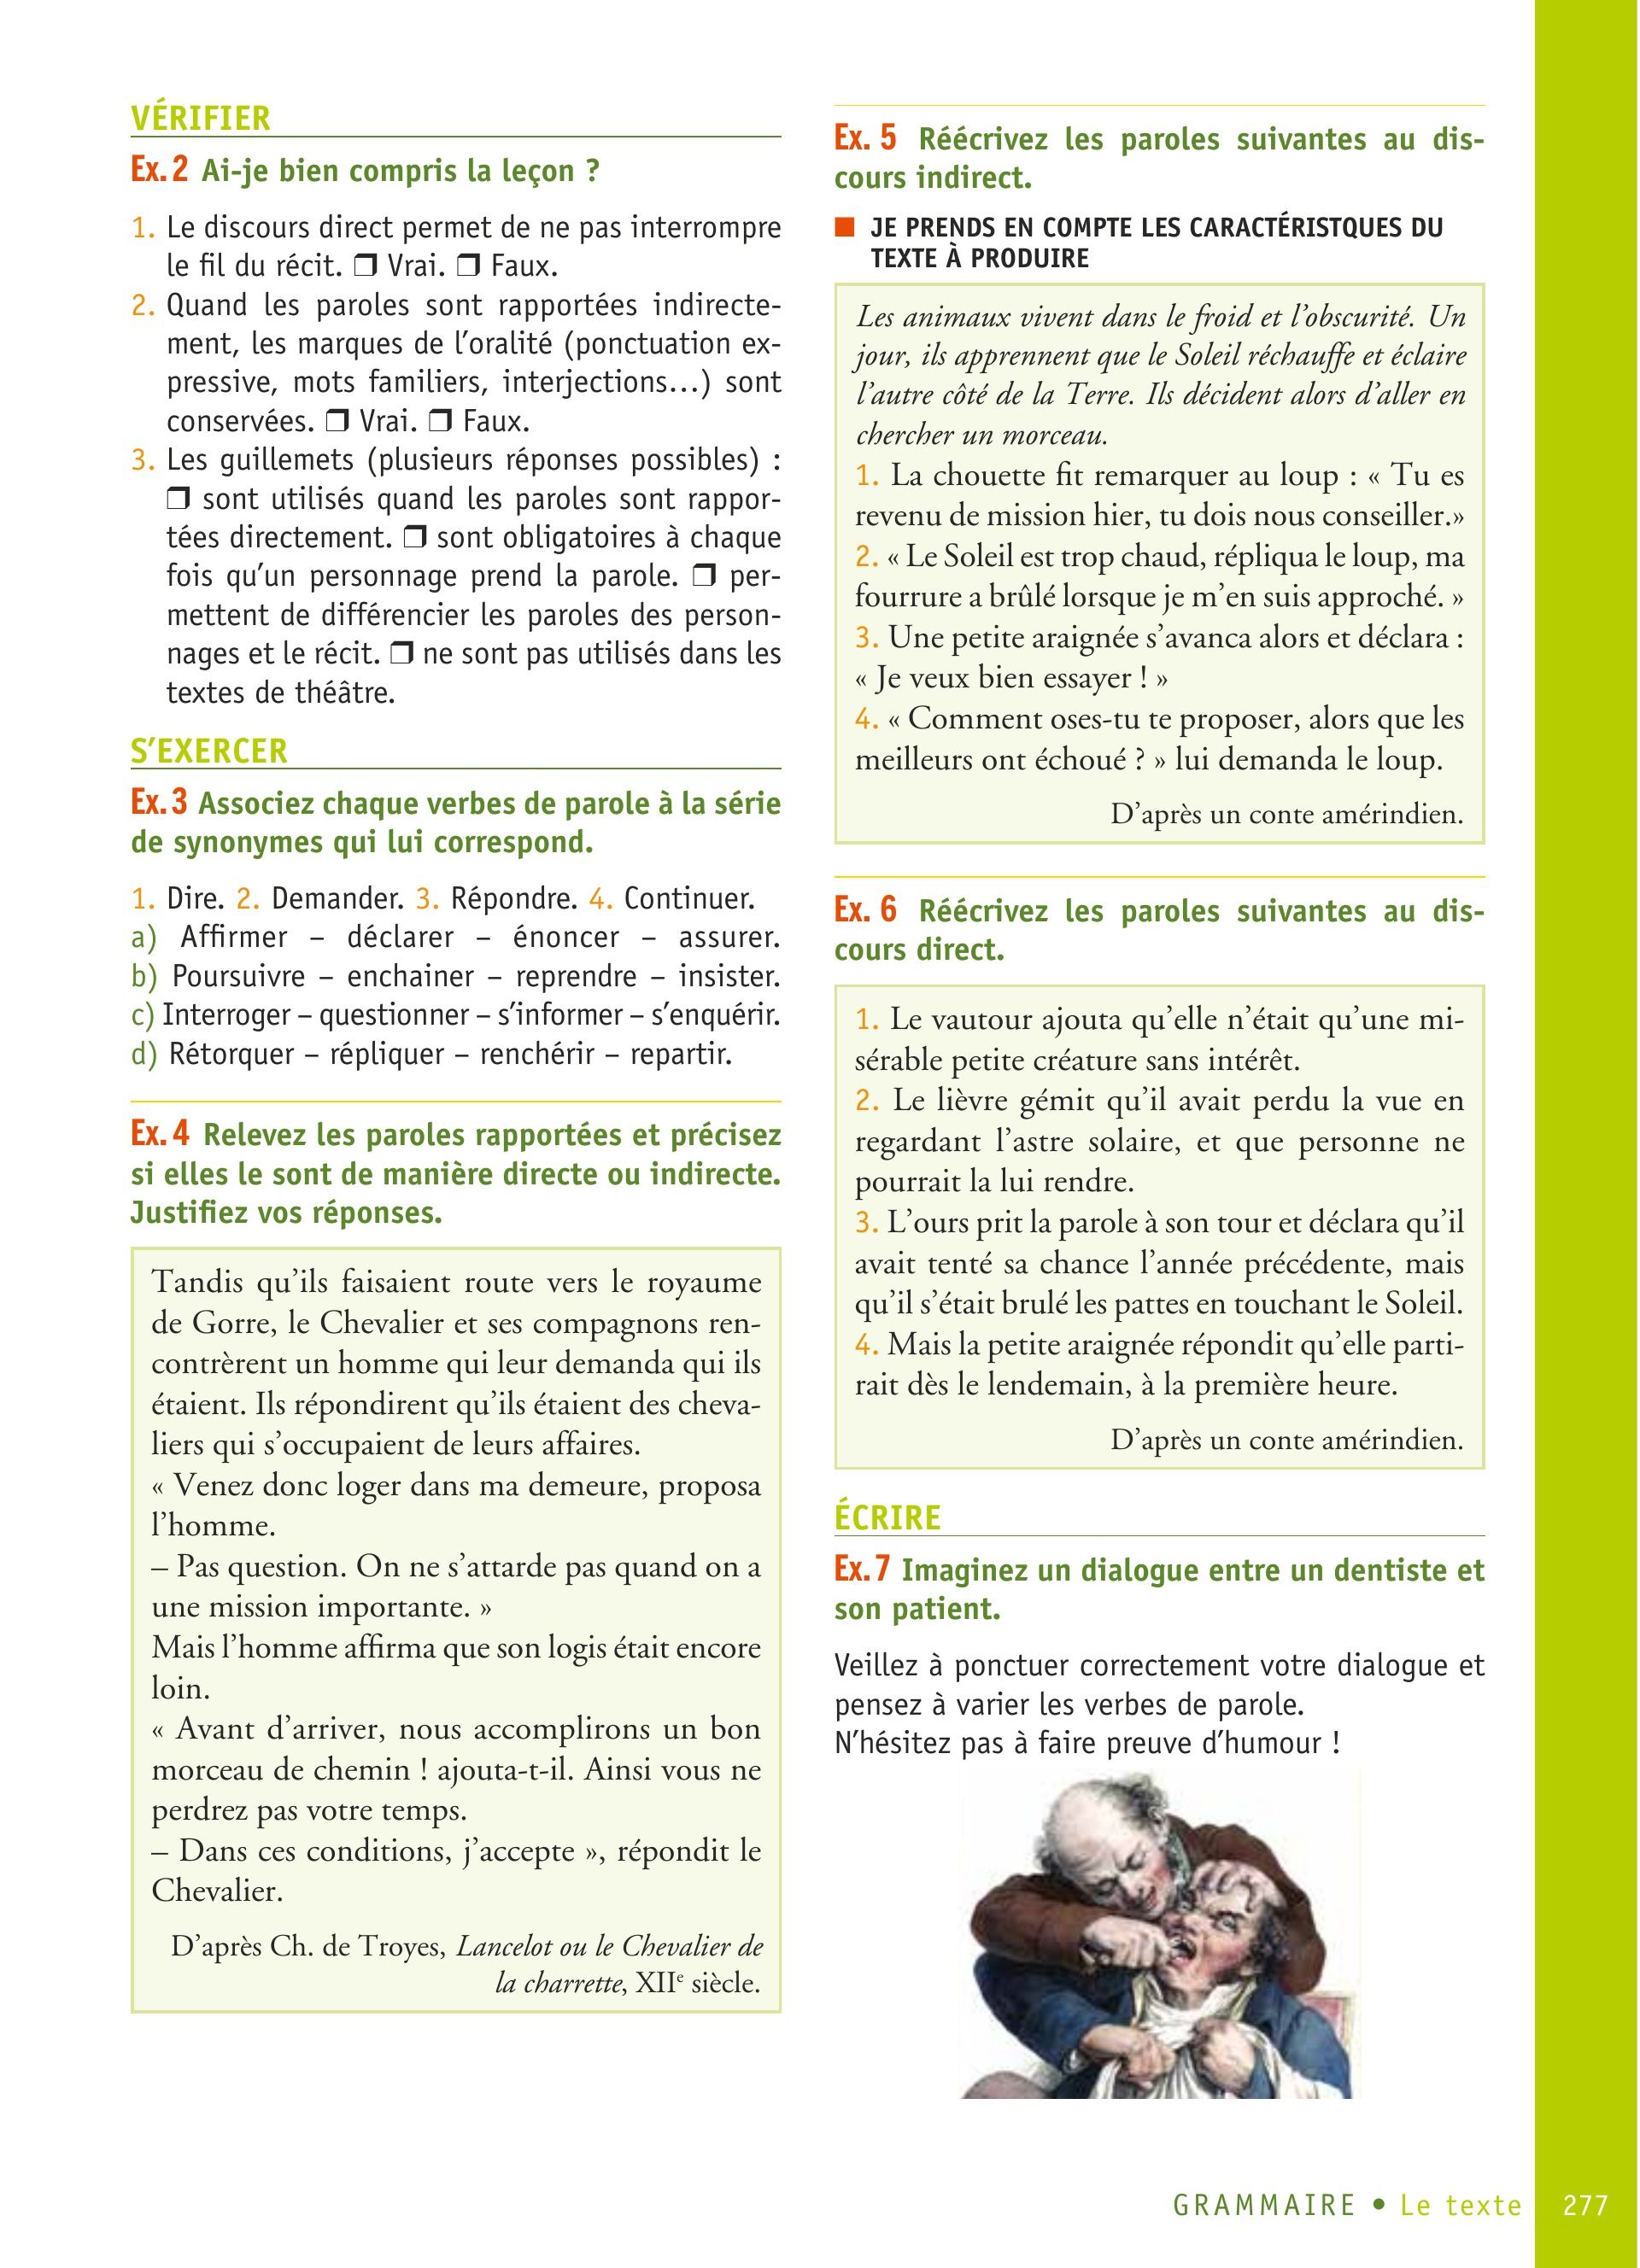 VÉRIFIER
Ex. 2 Ai-je bien compris la leçon ?
1. Le discours direct permet de ne pas interrompre
le fil du récit. ❒ Vrai. ❒ Faux.
2. Quand les paroles sont rapportées indirecte-
ment, les marques de l’oralité (ponctuation ex-
pressive, mots familiers, interjections…) sont
conservées. ❒ Vrai. ❒ Faux.
3. Les guillemets (plusieurs réponses possibles) :
❒ sont utilisés quand les paroles sont rappor-
tées directement. ❒ sont obligatoires à chaque
fois qu’un personnage prend la parole. ❒ per-
mettent de différencier les paroles des person-
nages et le récit. ❒ ne sont pas utilisés dans les
textes de théâtre.
S’EXERCER
Ex. 3 Associez chaque verbes de parole à la série
de synonymes qui lui correspond.
1. Dire. 2. Demander. 3. Répondre. 4. Continuer.
a) Affirmer – déclarer – énoncer – assurer.
b) Poursuivre – enchainer – reprendre – insister.
c) Interroger – questionner – s’informer – s’enquérir.
d) Rétorquer – répliquer – renchérir – repartir.
Ex. 4 Relevez les paroles rapportées et précisez
si elles le sont de manière directe ou indirecte.
Justifiez vos réponses.
Tandis qu’ils faisaient route vers le royaume
de Gorre, le Chevalier et ses compagnons ren-
contrèrent un homme qui leur demanda qui ils
étaient. Ils répondirent qu’ils étaient des cheva-
liers qui s’occupaient de leurs affaires.
« Venez donc loger dans ma demeure, proposa
l’homme.
– Pas question. On ne s’attarde pas quand on a
une mission importante. »
Mais l’homme affirma que son logis était encore
loin.
« Avant d’arriver, nous accomplirons un bon
morceau de chemin ! ajouta-t-il. Ainsi vous ne
perdrez pas votre temps.
– Dans ces conditions, j’accepte », répondit le
Chevalier.
D’après Ch. de Troyes, Lancelot ou le Chevalier de
la charrette, XIIe siècle.
Ex. 5 Réécrivez les paroles suivantes au dis-
cours indirect.
■ JE PRENDS EN COMPTE LES CARACTÉRISTQUES DU
TEXTE À PRODUIRE
Les animaux vivent dans le froid et l’obscurité. Un
jour, ils apprennent que le Soleil réchauffe et éclaire
l’autre côté de la Terre. Ils décident alors d’aller en
chercher un morceau.
1. La chouette fit remarquer au loup : « Tu es
revenu de mission hier, tu dois nous conseiller.»
2. « Le Soleil est trop chaud, répliqua le loup, ma
fourrure a brûlé lorsque je m’en suis approché. »
3. Une petite araignée s’avanca alors et déclara :
« Je veux bien essayer ! »
4. « Comment oses-tu te proposer, alors que les
meilleurs ont échoué ? » lui demanda le loup.
D’après un conte amérindien.
Ex. 6 Réécrivez les paroles suivantes au dis-
cours direct.
1. Le vautour ajouta qu’elle n’était qu’une mi-
sérable petite créature sans intérêt.
2. Le lièvre gémit qu’il avait perdu la vue en
regardant l’astre solaire, et que personne ne
pourrait la lui rendre.
3. L’ours prit la parole à son tour et déclara qu’il
avait tenté sa chance l’année précédente, mais
qu’il s’était brulé les pattes en touchant le Soleil.
4. Mais la petite araignée répondit qu’elle parti-
rait dès le lendemain, à la première heure.
D’après un conte amérindien.
ÉCRIRE
Ex. 7 Imaginez un dialogue entre un dentiste et
son patient.
Veillez à ponctuer correctement votre dialogue et
pensez à varier les verbes de parole.
N’hésitez pas à faire preuve d’humour !
GRAMMAIRE • Le texte 277